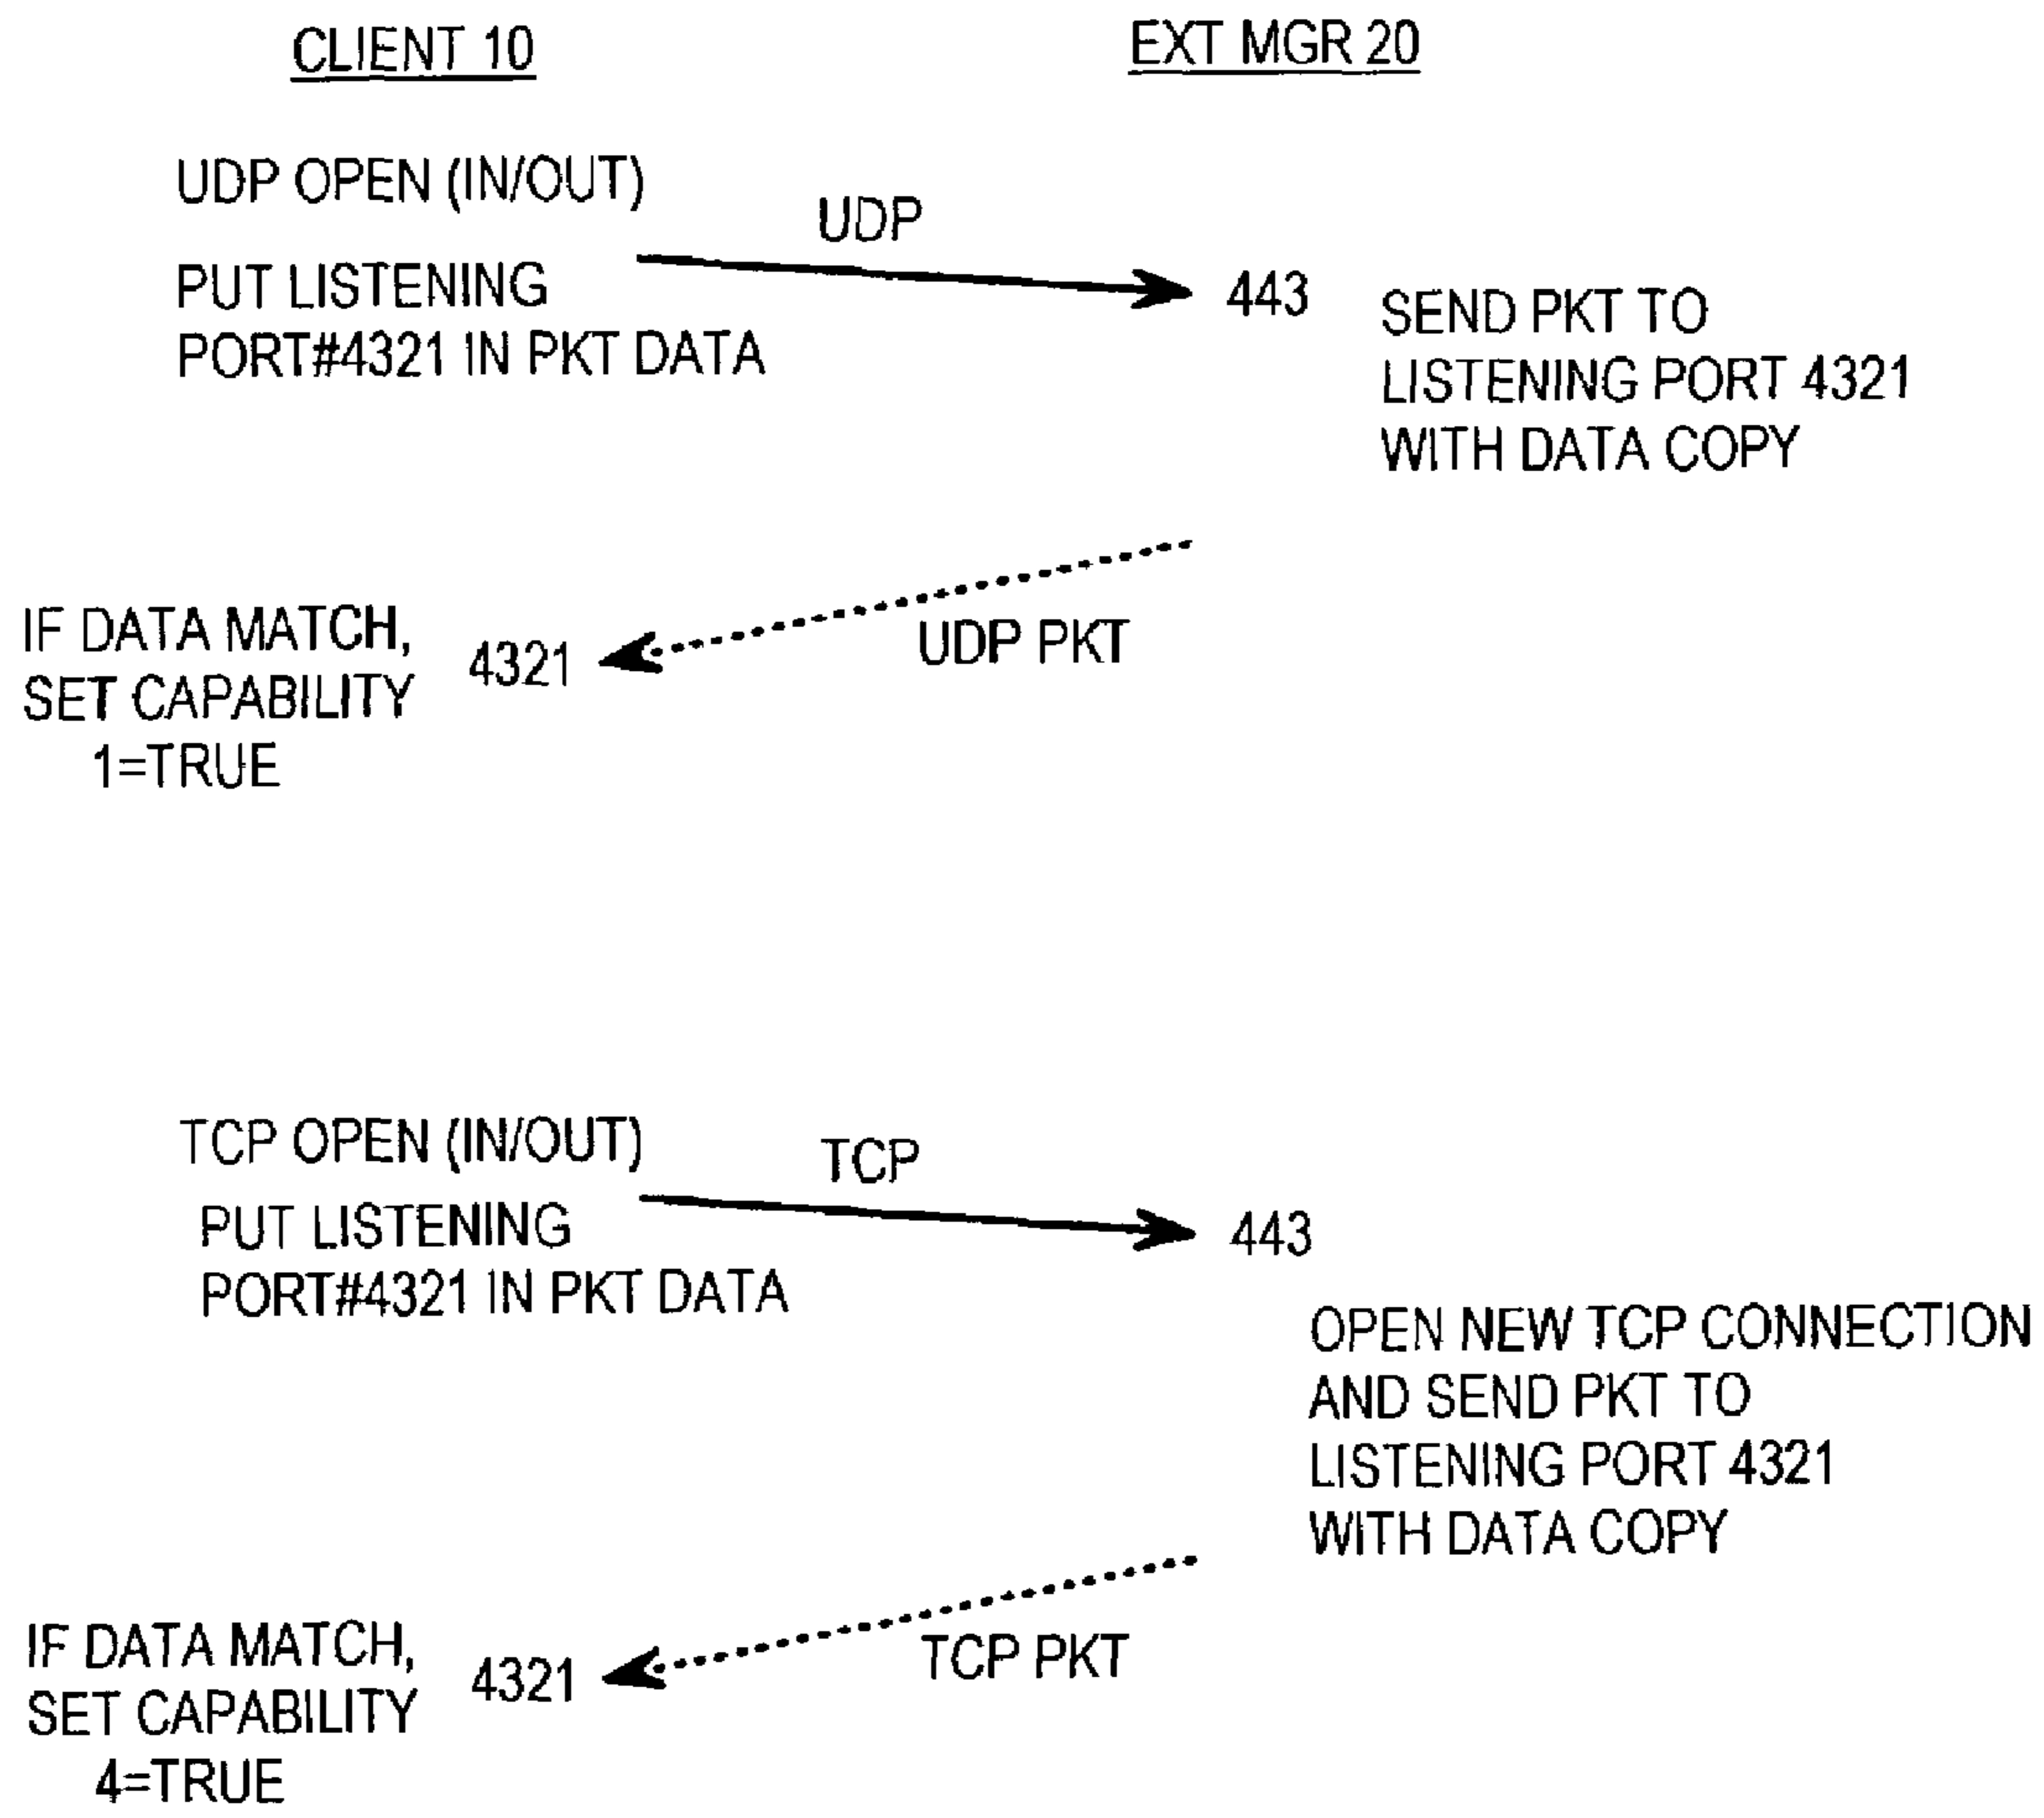 CLIENT 10
EXT MGR 20
UDP OPEN (IN/OUT)
UDP
PUT LISTENING
PORT#4321 IN PKT DATA
443
SEND PKT TO
LISTENING PORT 4321
WITH DATA COPY
UDP PKT
4321
IF DATA MATCH,
SET CAPABILITY
1=TRUE
TCP OPEN (IN/OUT)
TCP
PUT LISTENING
PORT#4321 IN PKT DATA
443
OPEN NEW TCP CONNECTION
AND SEND PKT TO
LISTENING PORT 4321
WITH DATA COPY
TCP PKT
4321
IF DATA MATCH,
SET CAPABILITY
4=TRUE